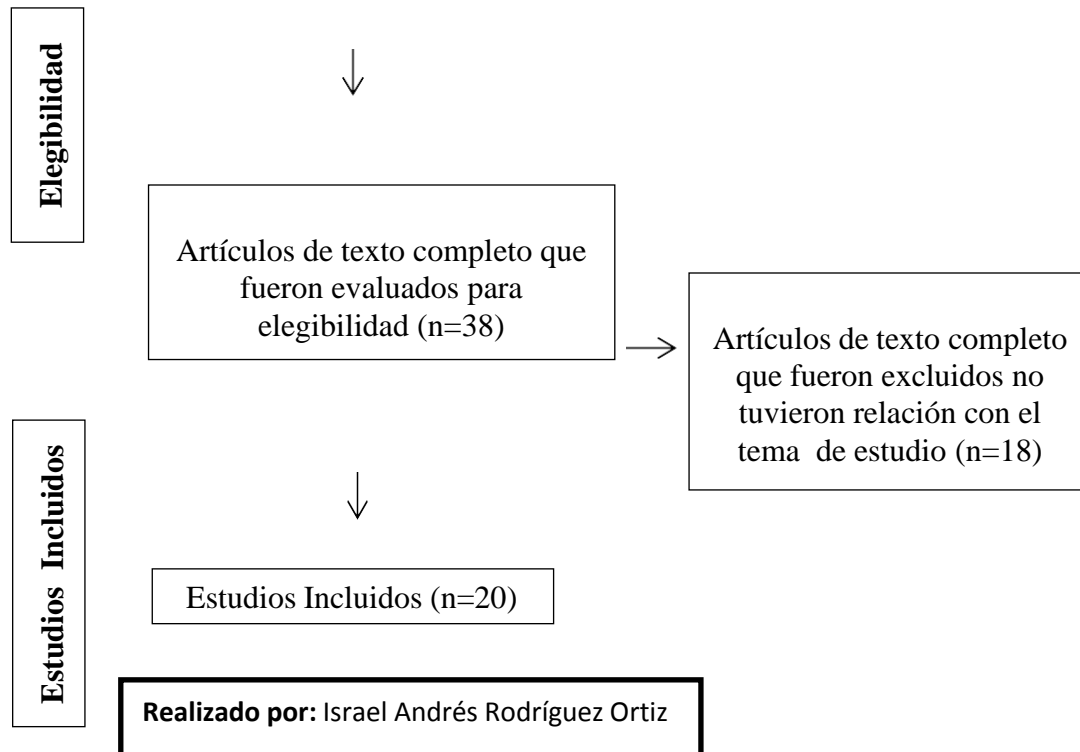 Elegibilidad
Artículos de texto completo que
fueron evaluados para
elegibilidad (n=38)
Artículos de texto completo
que fueron excluidos no
tuvieron relación con el
tema  de estudio (n=18)
Estudios  Incluidos
Estudios Incluidos (n=20)
Realizado por: Israel Andrés Rodríguez Ortiz